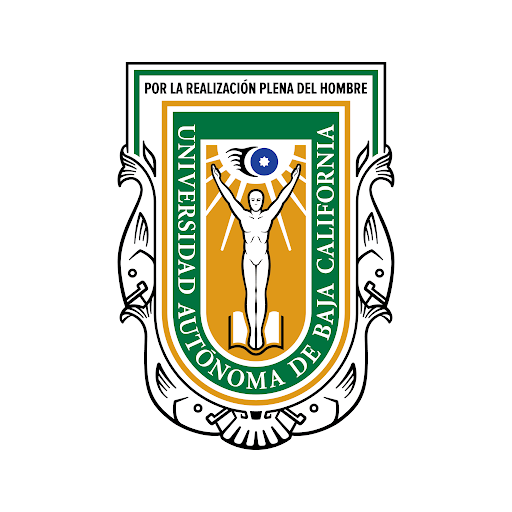 POR LA REALIZACIÓN PLENA DEL HOMBRE
UNIVERSIDAD AUTÓNOMA DE BAJA CALIFORNIA